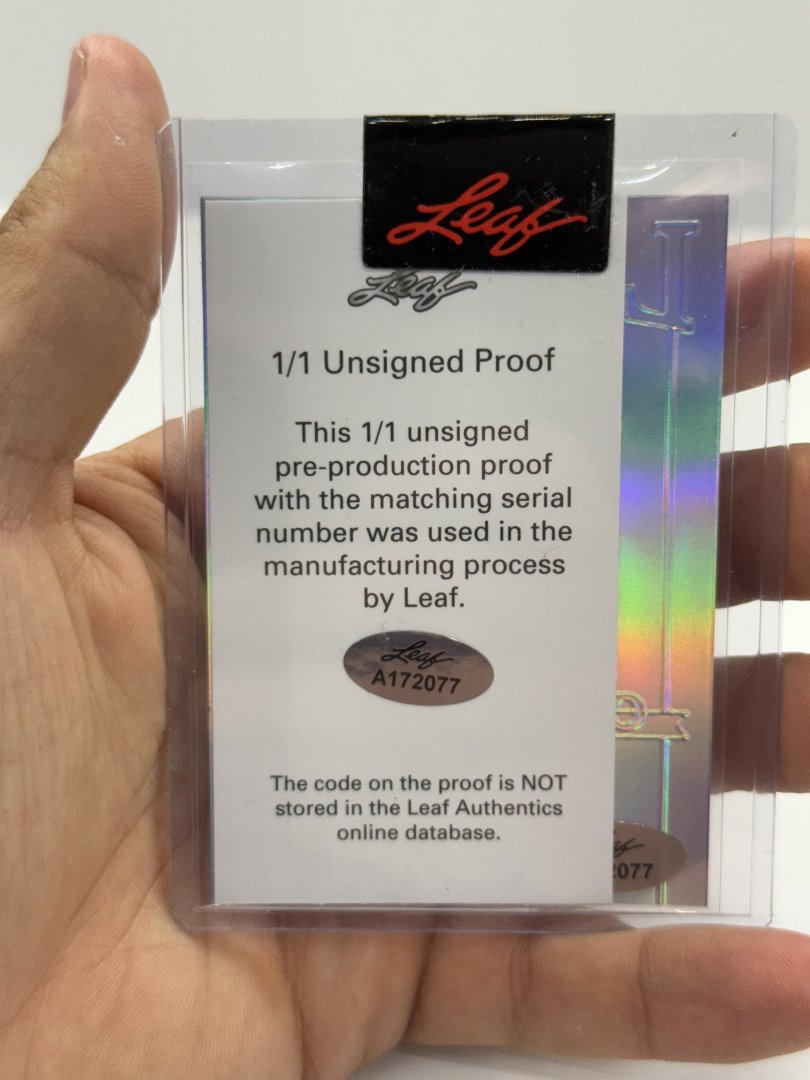 Leaf
Leaf
L
1/1 Unsigned Proof
This 1/1 unsigned
pre-production proof
with the matching serial
number was used in the
manufacturing process
by Leaf.
Leaf
A172077
The code on the proof is NOT
stored in the Leaf Authentics
online database.
2077